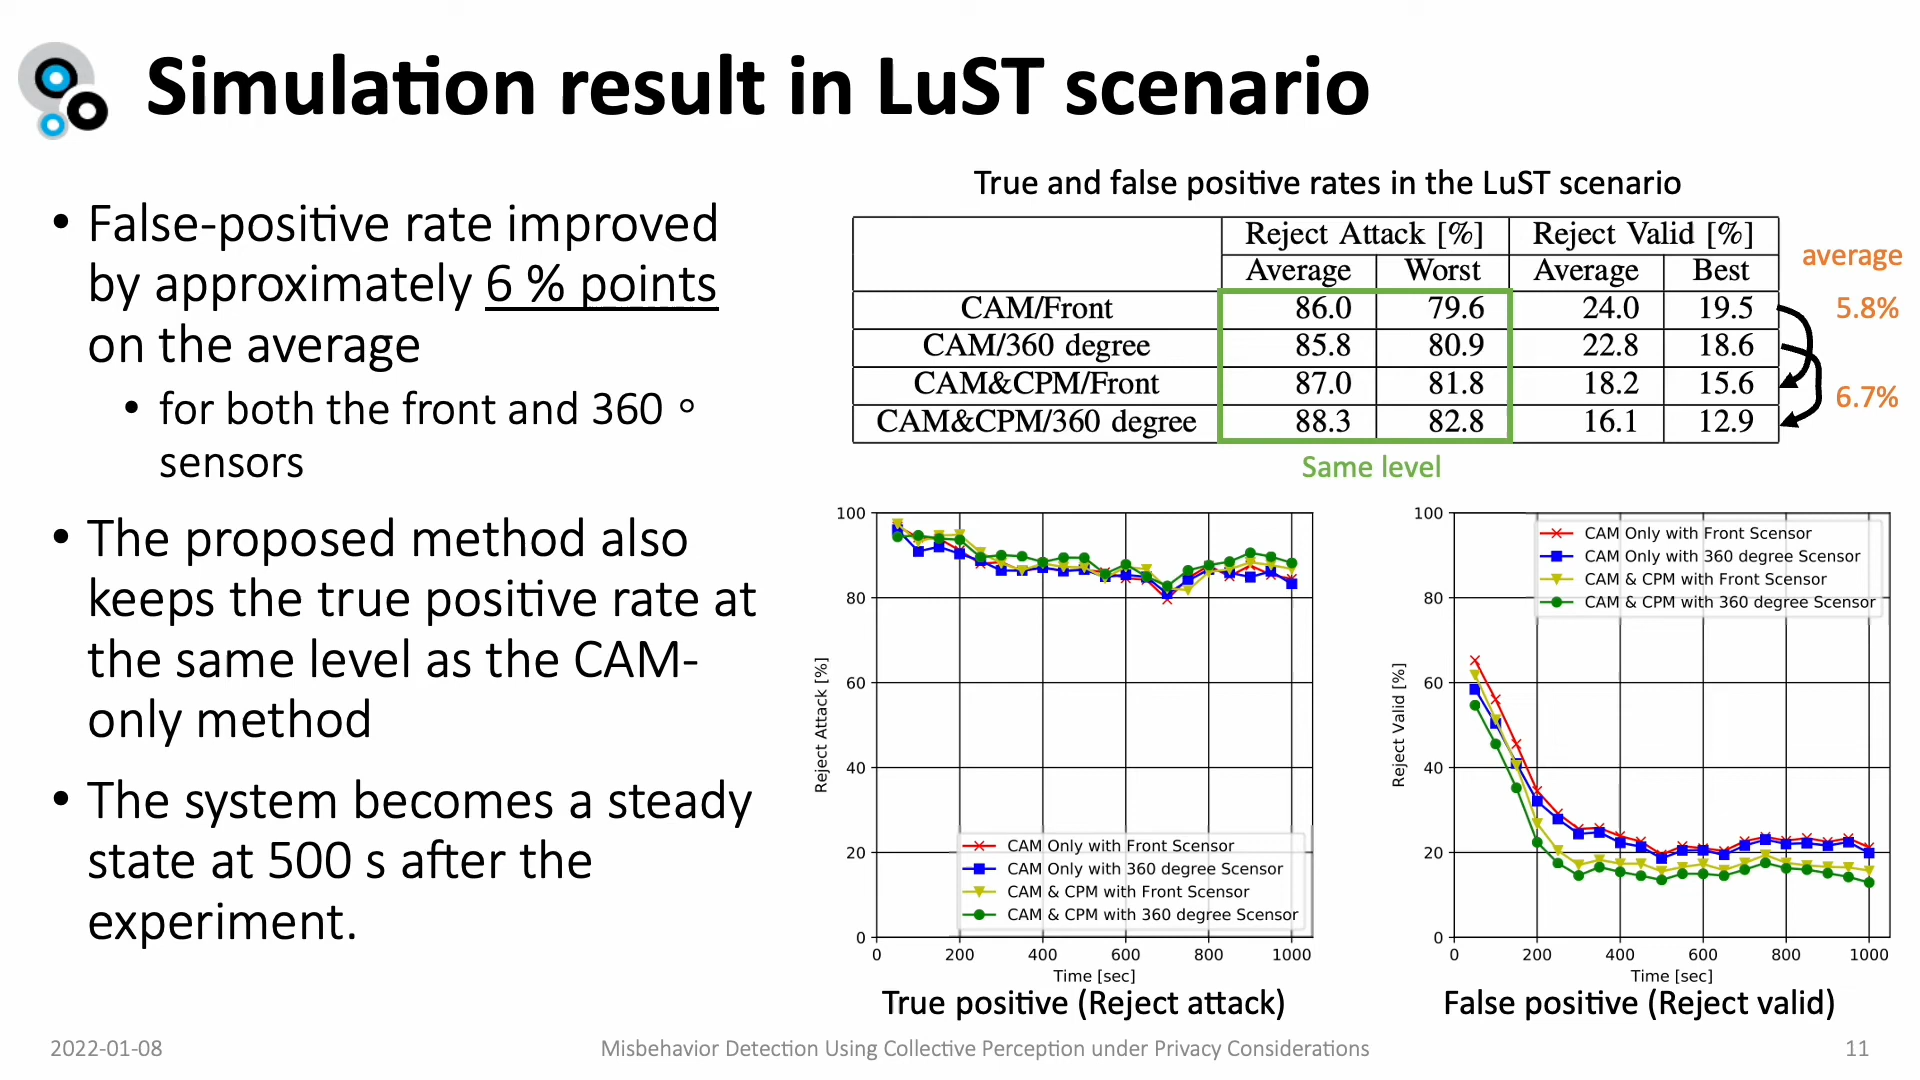 Simulation result in LuST scenario
• False-positive rate improved
by approximately 6 % points
on the average
• for both the front and 360 °
sensors
• The proposed method also
keeps the true positive rate at
the same level as the CAM-
only method
• The system becomes a steady
state at 500 s after the
experiment.
True and false positive rates in the LuST scenario
Reject Attack [%] Reject Valid [%]
Average Worst Average Best
CAM/Front 86.0 79.6 24.0 19.5
CAM/360 degree 85.8 80.9 22.8 18.6
CAM&CPM/Front 87.0 81.8 18.2 15.6
CAM&CPM/360 degree 88.3 82.8 16.1 12.9
average
5.8%
6.7%
Same level
100
80
60
40
20
0
Reject Attack [%]
CAM Only with Front Scensor
CAM Only with 360 degree Scensor
CAM & CPM with Front Scensor
CAM & CPM with 360 degree Scensor
0 200 400 600 800 1000
Time [sec]
True positive (Reject attack)
100
80
60
40
20
0
Reject Valid [%]
CAM Only with Front Scensor
CAM Only with 360 degree Scensor
CAM & CPM with Front Scensor
CAM & CPM with 360 degree Scensor
0 200 400 600 800 1000
Time [sec]
False positive (Reject valid)
2022-01-08
Misbehavior Detection Using Collective Perception under Privacy Considerations
11